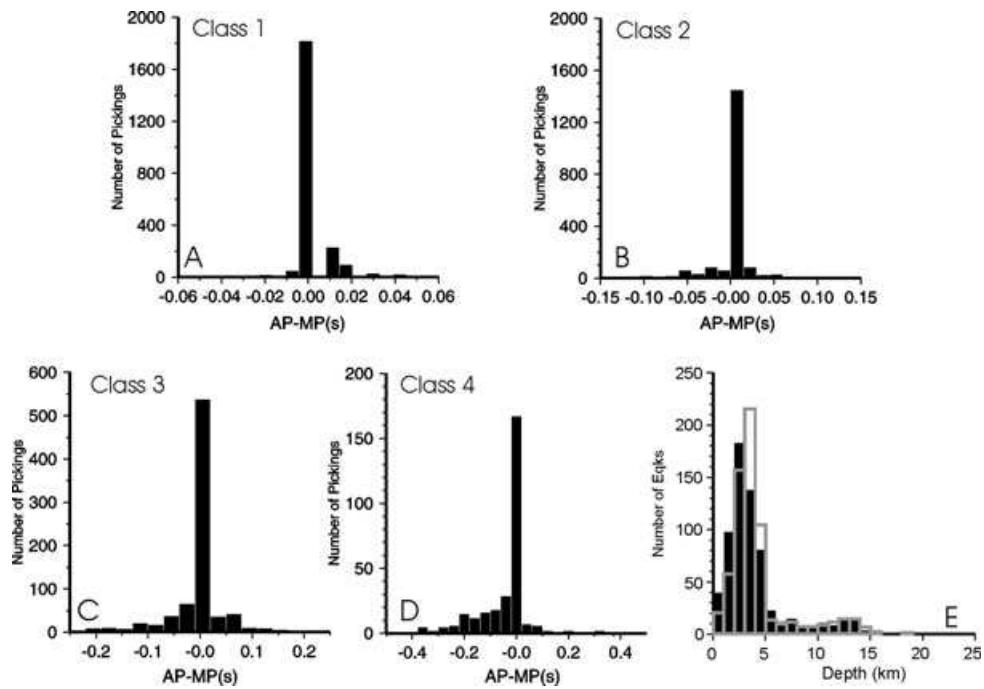 Class 1
2000
1600
1200
800
400
0
Number of Pickings
A
-0.06 -0.04 -0.02 0.00 0.02 0.04 0.06
AP-MP(s)
Class 2
2000
1600
1200
800
400
0
Number of Pickings
B
-0.15 -0.10 -0.05 -0.00 0.05 0.10 0.15
AP-MP(s)
Class 3
600
500
400
300
200
100
0
Number of Pickings
C
-0.2 -0.1 -0.0 0.1 0.2
AP-MP(s)
Class 4
200
150
100
50
0
Number of Pickings
D
-0.4 -0.2 -0.0 0.2 0.4
AP-MP(s)
250
200
150
100
50
0
Number of Eqks
E
0 5 10 15 20 25
Depth (km)